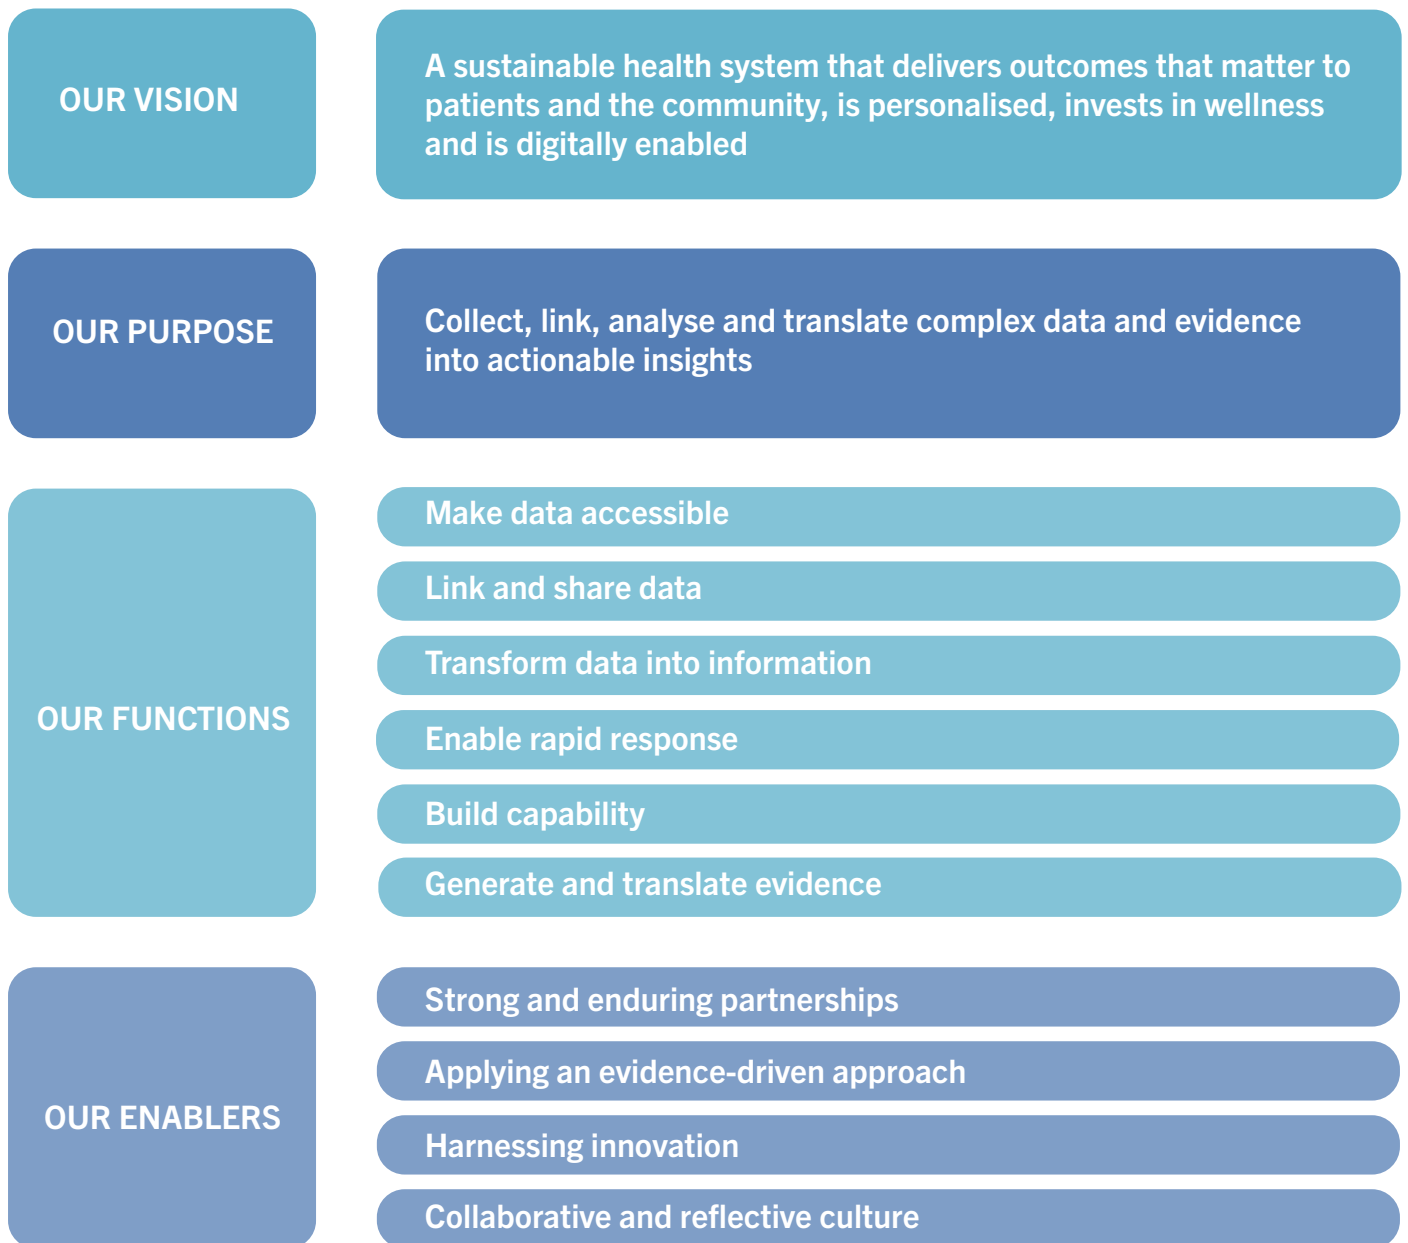 OUR VISION
A sustainable health system that delivers outcomes that matter to
patients and the community, is personalised, invests in wellness
and is digitally enabled
OUR PURPOSE
Collect, link, analyse and translate complex data and evidence
into actionable insights
OUR FUNCTIONS
Make data accessible
Link and share data
Transform data into information
Enable rapid response
Build capability
Generate and translate evidence
OUR ENABLERS
Strong and enduring partnerships
Applying an evidence-driven approach
Harnessing innovation
Collaborative and reflective culture